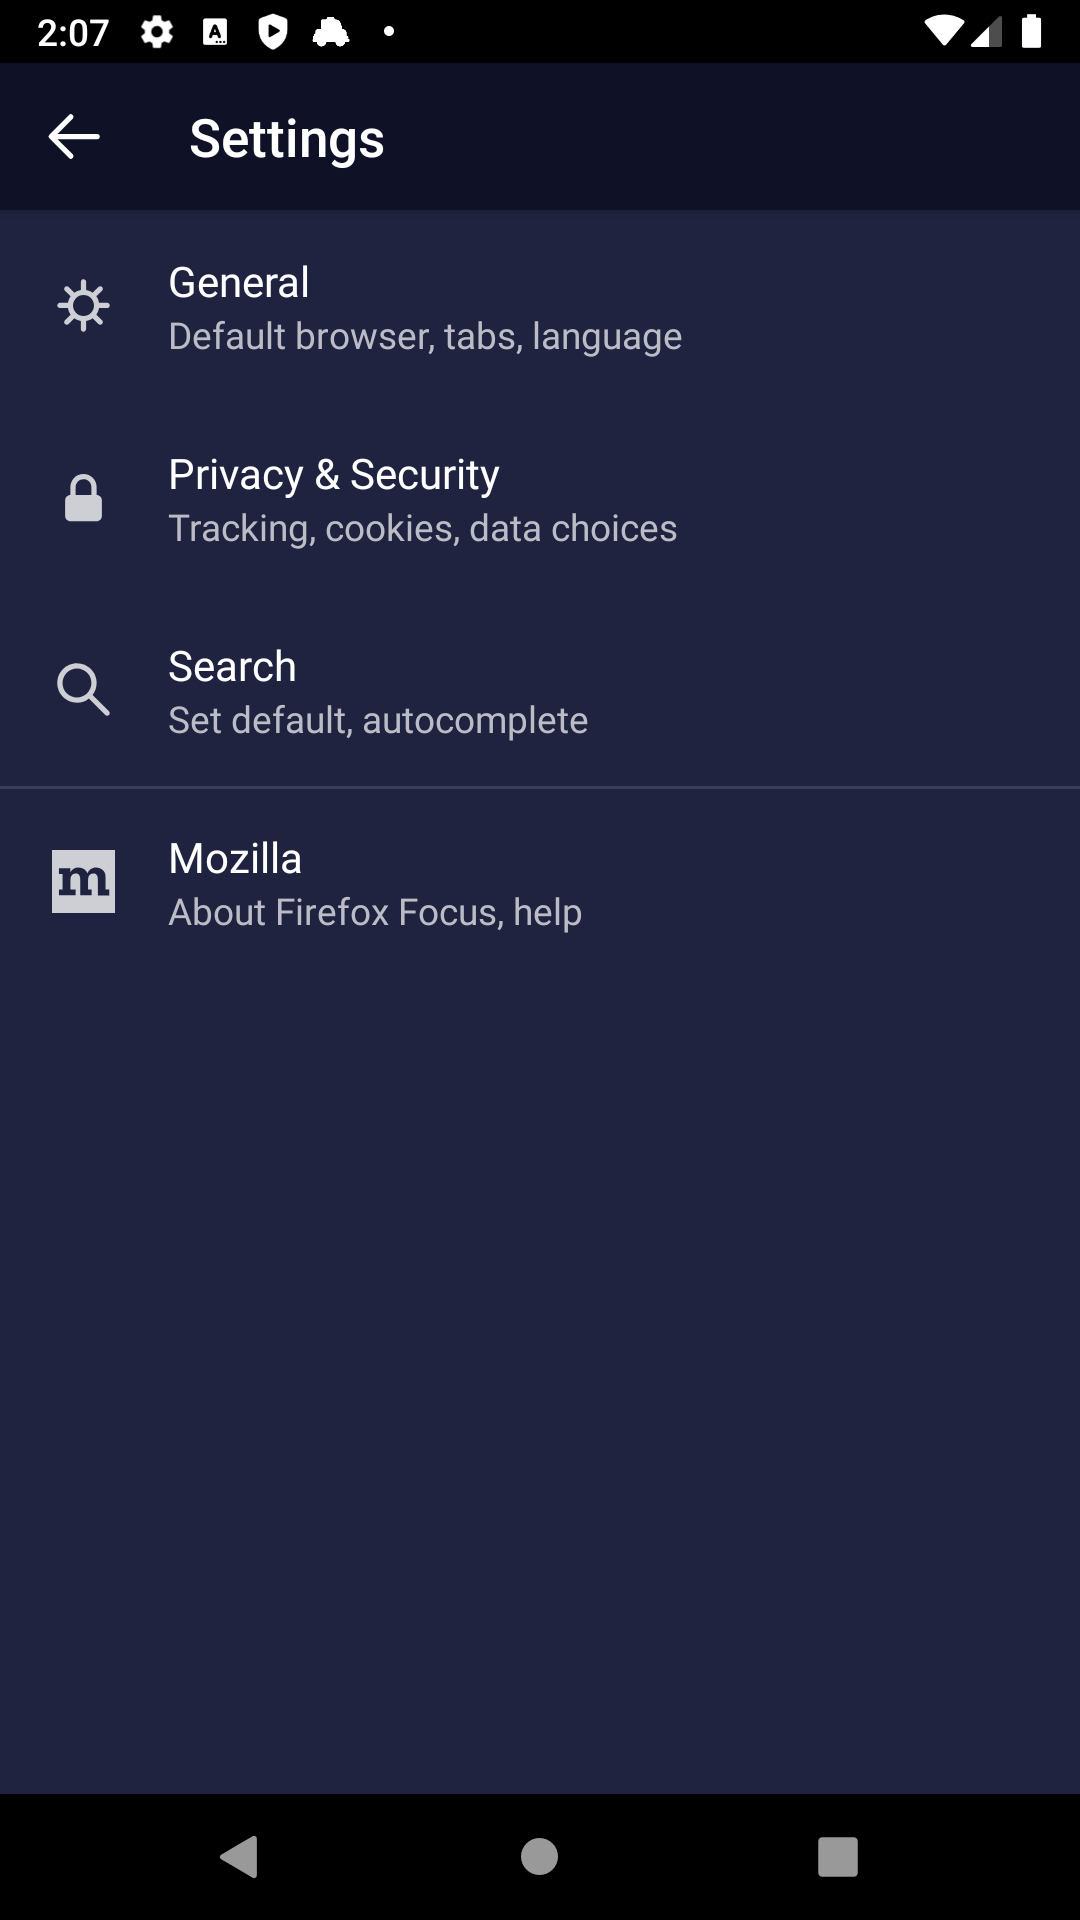 2:07
Settings
General
Default browser, tabs, language
Privacy & Security
Tracking, cookies, data choices
Search
Set default, autocomplete
m
Mozilla
About Firefox Focus, help